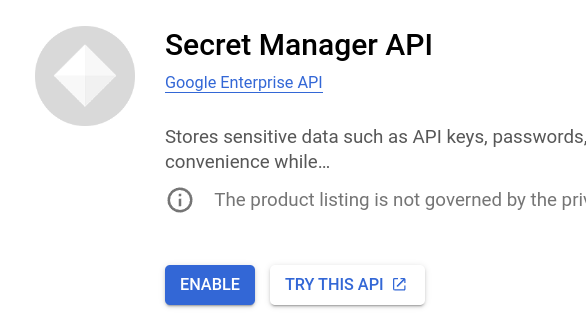 Secret Manager API
Google Enterprise API
Stores sensitive data such as API keys, passwords,
convenience while…
The product listing is not governed by the
ENABLE
TRY THIS API